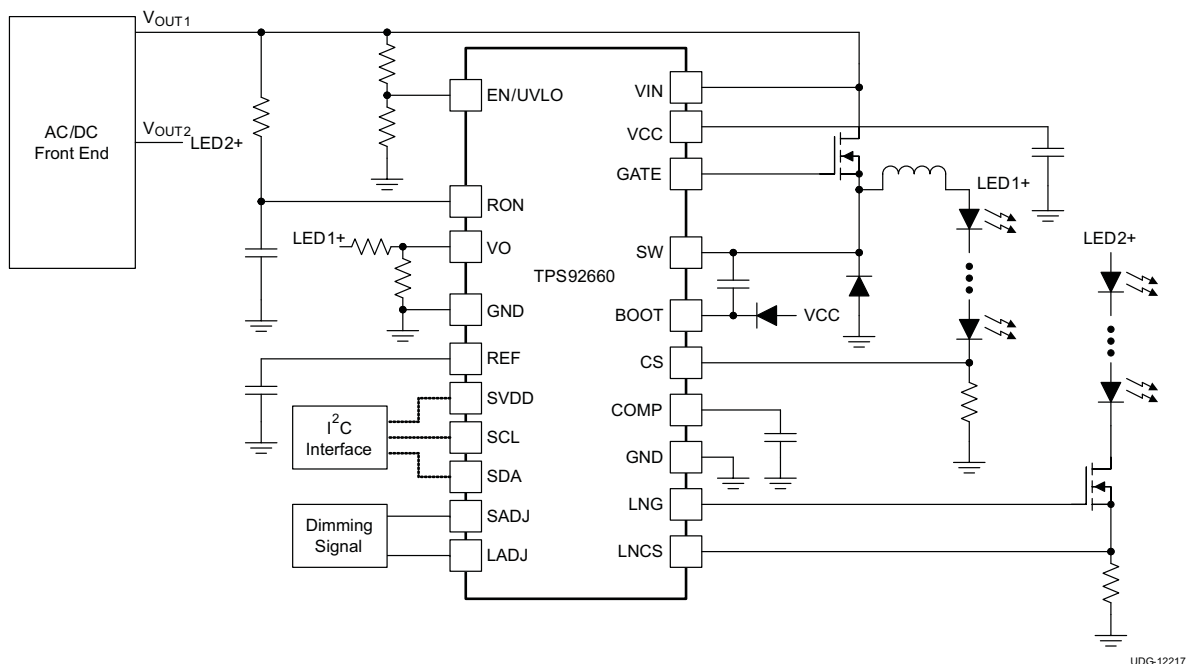 VOUT1
AC/DC
Front End
VOUT2
LED2+
EN/UVLO
RON
LED1+
VO
GND
REF
SVDD
I2C
Interface
SCL
SDA
SADJ
Dimming
Signal
LADJ
TPS92660
VIN
VCC
GATE
SW
BOOT
VCC
CS
COMP
GND
LNG
LNCS
LED1+
LED2+
UDG-12217